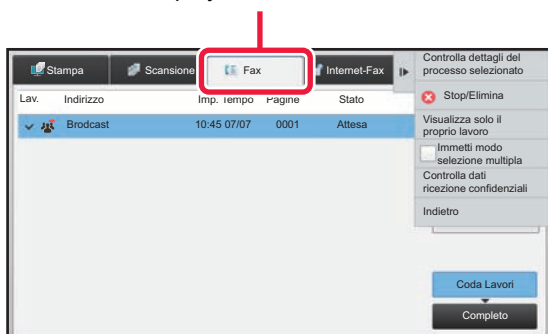 Stampa
Scansione
Fax
Internet-Fax
Lav.
Indirizzo
Imp. Tempo
Pagine
Stato
Brodcast
10:45 07/07
0001
Attesa
Controlla dettagli del
processo selezionato
Stop/Elimina
Visualizza solo il
proprio lavoro
Immetti modo
selezione multipla
Controlla dati
ricezione confidenziali
Indietro
Coda Lavori
Completo